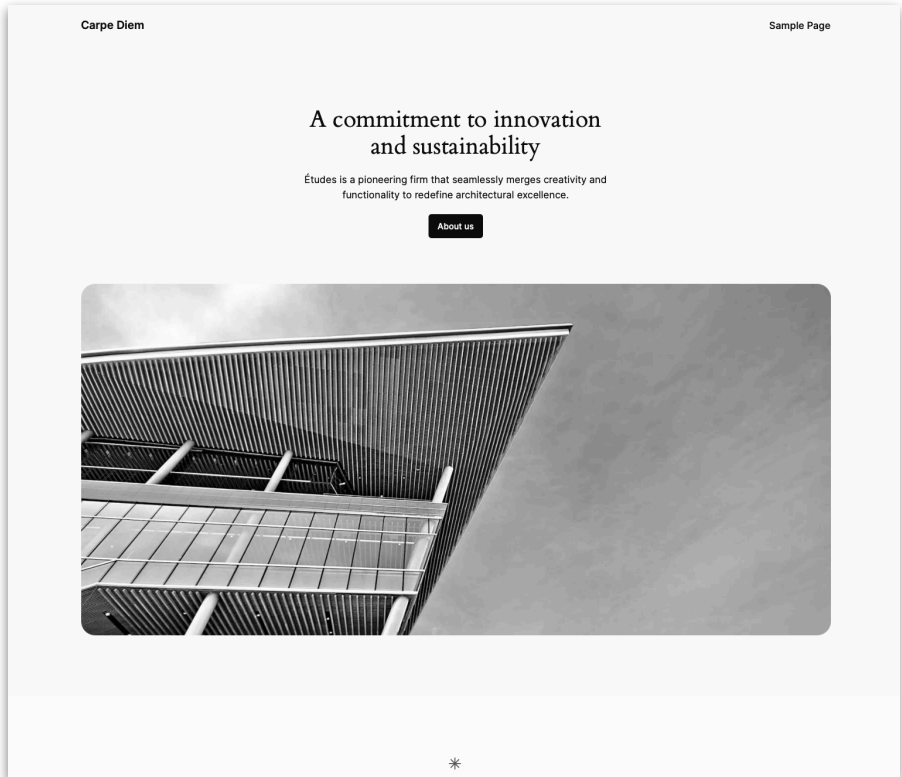 Carpe Diem
Sample Page
A commitment to innovation
and sustainability
Études is a pioneering firm that seamlessly merges creativity and
functionality to redefine architectural excellence.
About us